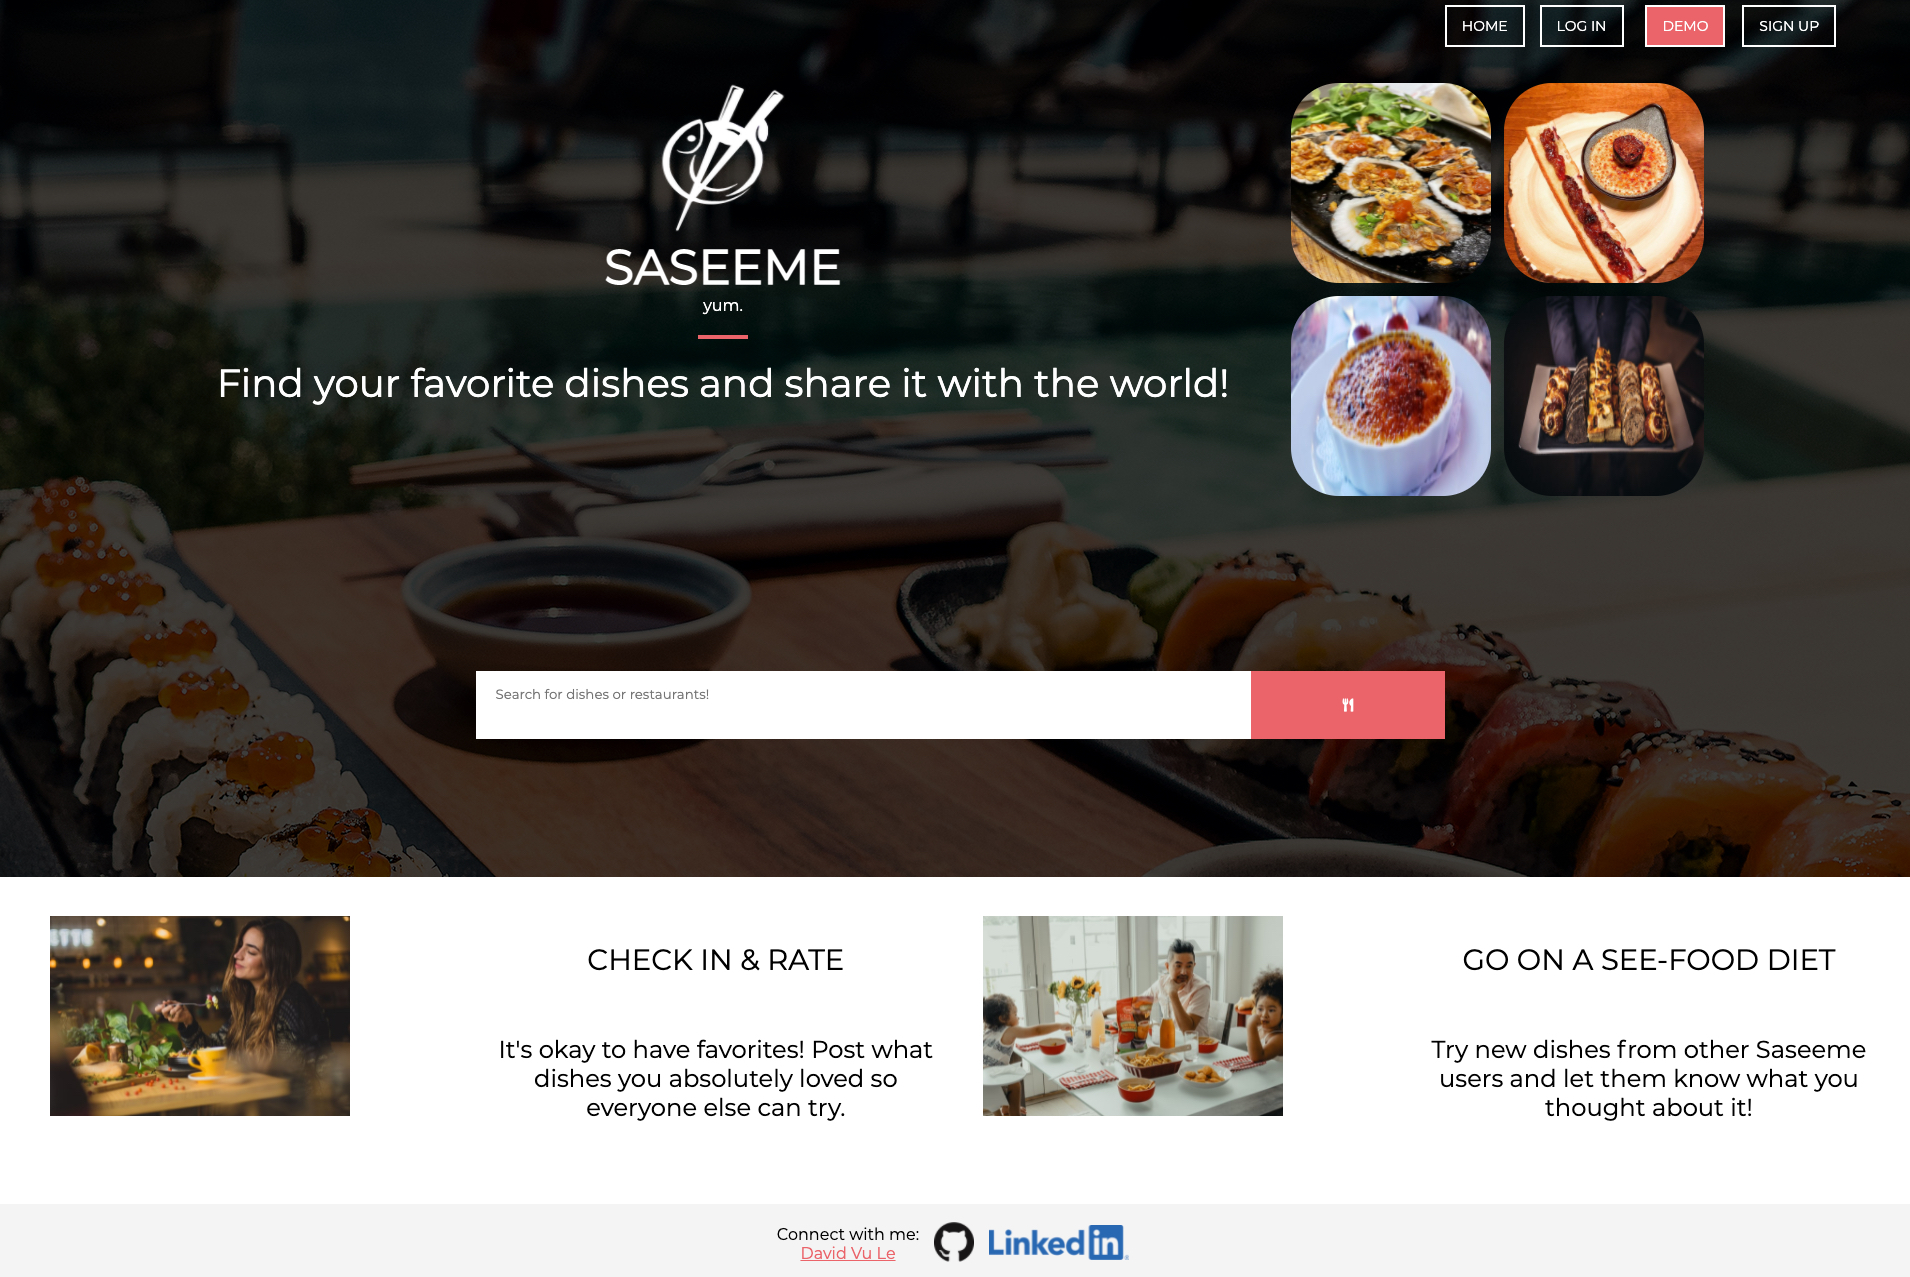 HOME
LOG IN
DEMO
SIGN UP
SASEEME
yum.
Find your favorite dishes and share it with the world!
Search for dishes or restaurants!
CHECK IN & RATE
It's okay to have favorites! Post what
dishes you absolutely loved so
everyone else can try.
GO ON A SEE-FOOD DIET
Try new dishes from other Saseeme
users and let them know what you
thought about it!
Connect with me:
David Vu Le
LinkedIn